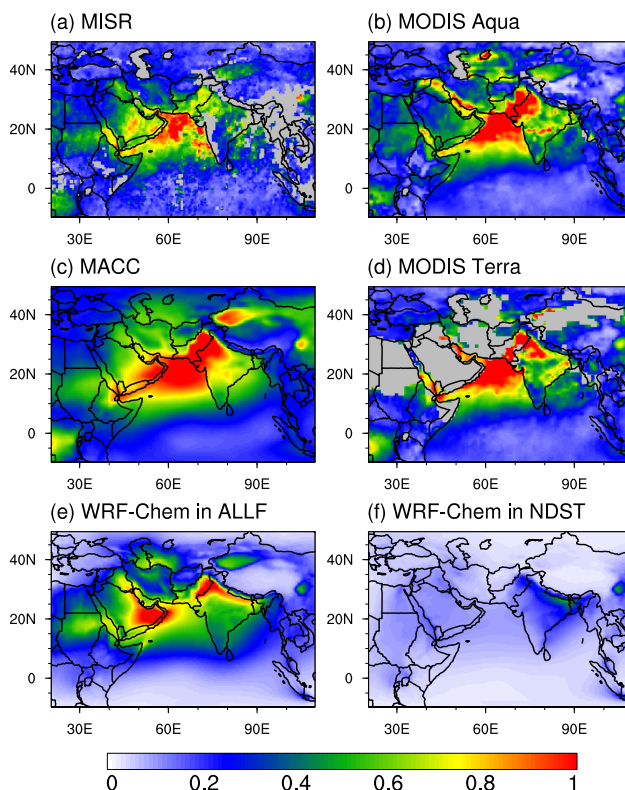 (a) MISR (b) MODIS Aqua
40N 40N
20N 20N
0 0
30E 60E 90E 30E 60E 90E
(c) MACC (d) MODIS Terra
40N 40N
20N 20N
0 0
30E 60E 90E 30E 60E 90E
(e) WRF-Chem in ALLF (f) WRF-Chem in NDST
40N 40N
20N 20N
0 0
30E 60E 90E 30E 60E 90E
0 0.2 0.4 0.6 0.8 1